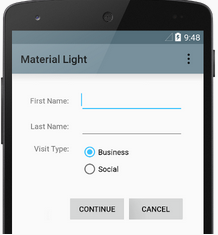 9:48
Material Light
First Name:
Last Name:
Visit Type:
Business
Social
CONTINUE CANCEL